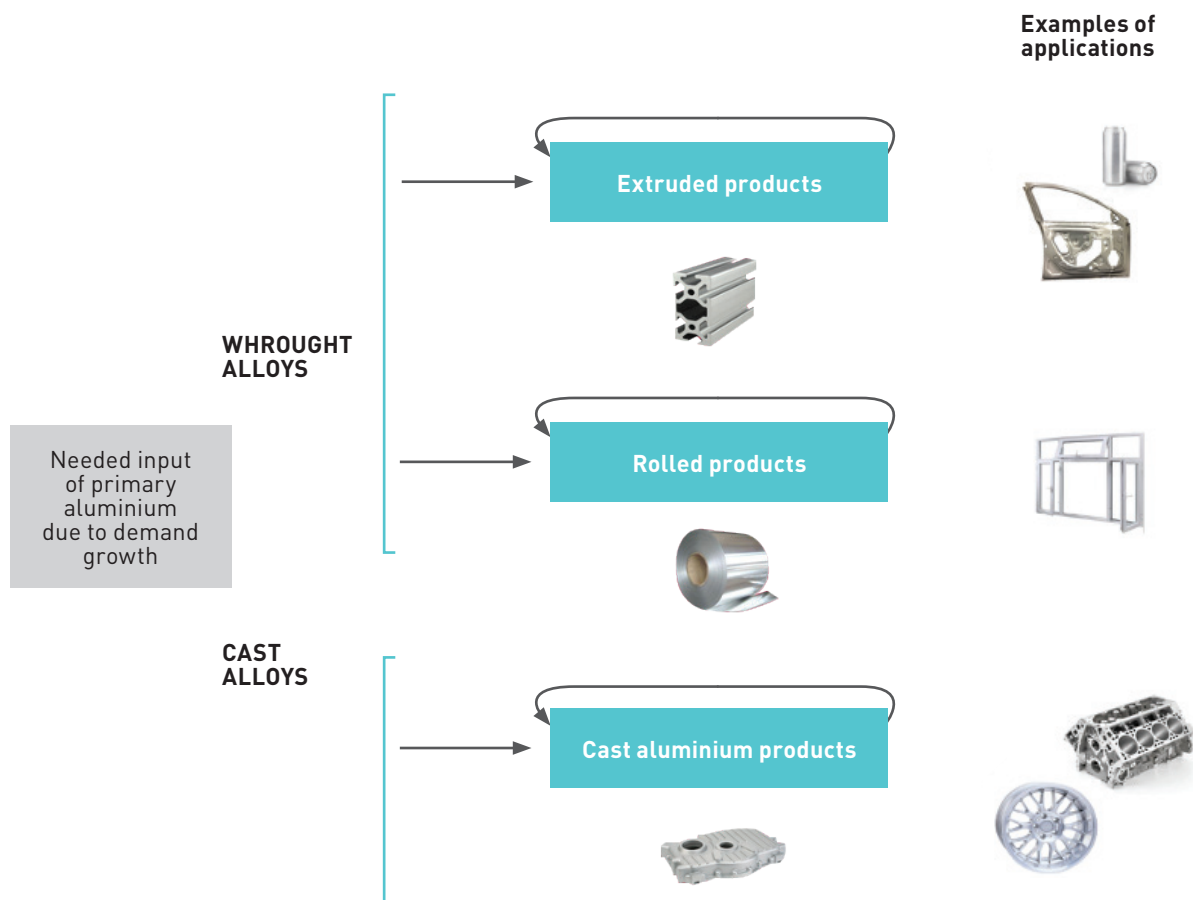 Examples of
applications
Extruded products
WHROUGHT
ALLOYS
Needed input
of primary
aluminium
due to demand
growth
Rolled products
CAST
ALLOYS
Cast aluminium products